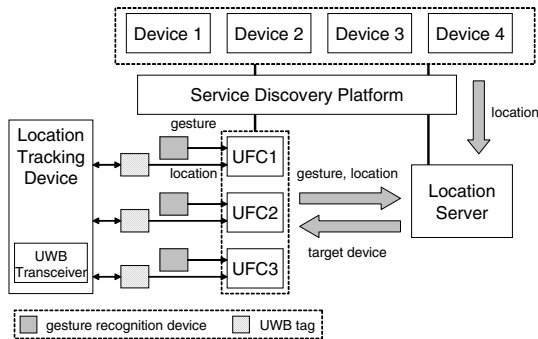 Device 1 Device 2 Device 3 Device 4
Service Discovery Platform
location
gesture
Location
Tracking
Device
location
UFC1
gesture, location
Location
Server
UFC2
target device
UWB
Transceiver
UFC3
gesture recognition device UWB tag